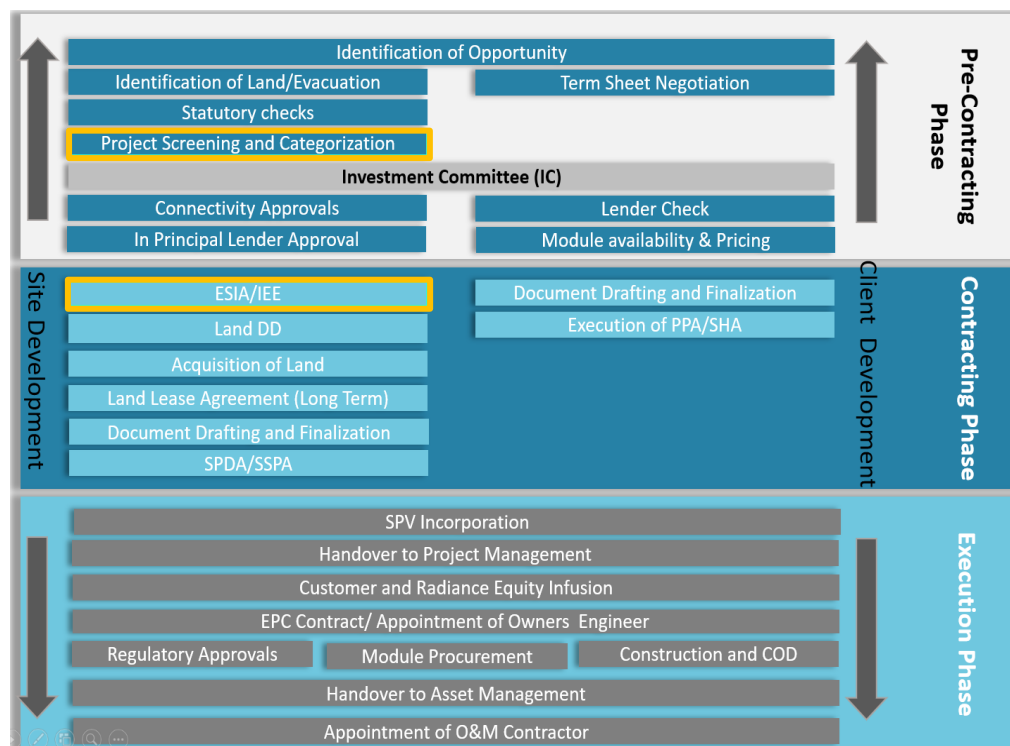 Identification of Opportunity
Identification of Land/Evacuation
Term Sheet Negotiation
Statutory checks
Project Screening and Categorization
Investment Committee (IC)
Connectivity Approvals
Lender Check
In Principal Lender Approval
Module availability & Pricing
Pre-Contracting
Phase
Site Development
Client Development
ESIA/IEE
Document Drafting and Finalization
Land DD
Execution of PPA/SHA
Acquisition of Land
Land Lease Agreement (Long Term)
Document Drafting and Finalization
SPDA/SSPA
Contracting Phase
SPV Incorporation
Handover to Project Management
Customer and Radiance Equity Infusion
EPC Contract/ Appointment of Owners Engineer
Regulatory Approvals
Module Procurement
Construction and COD
Handover to Asset Management
Appointment of O&M Contractor
Execution Phase